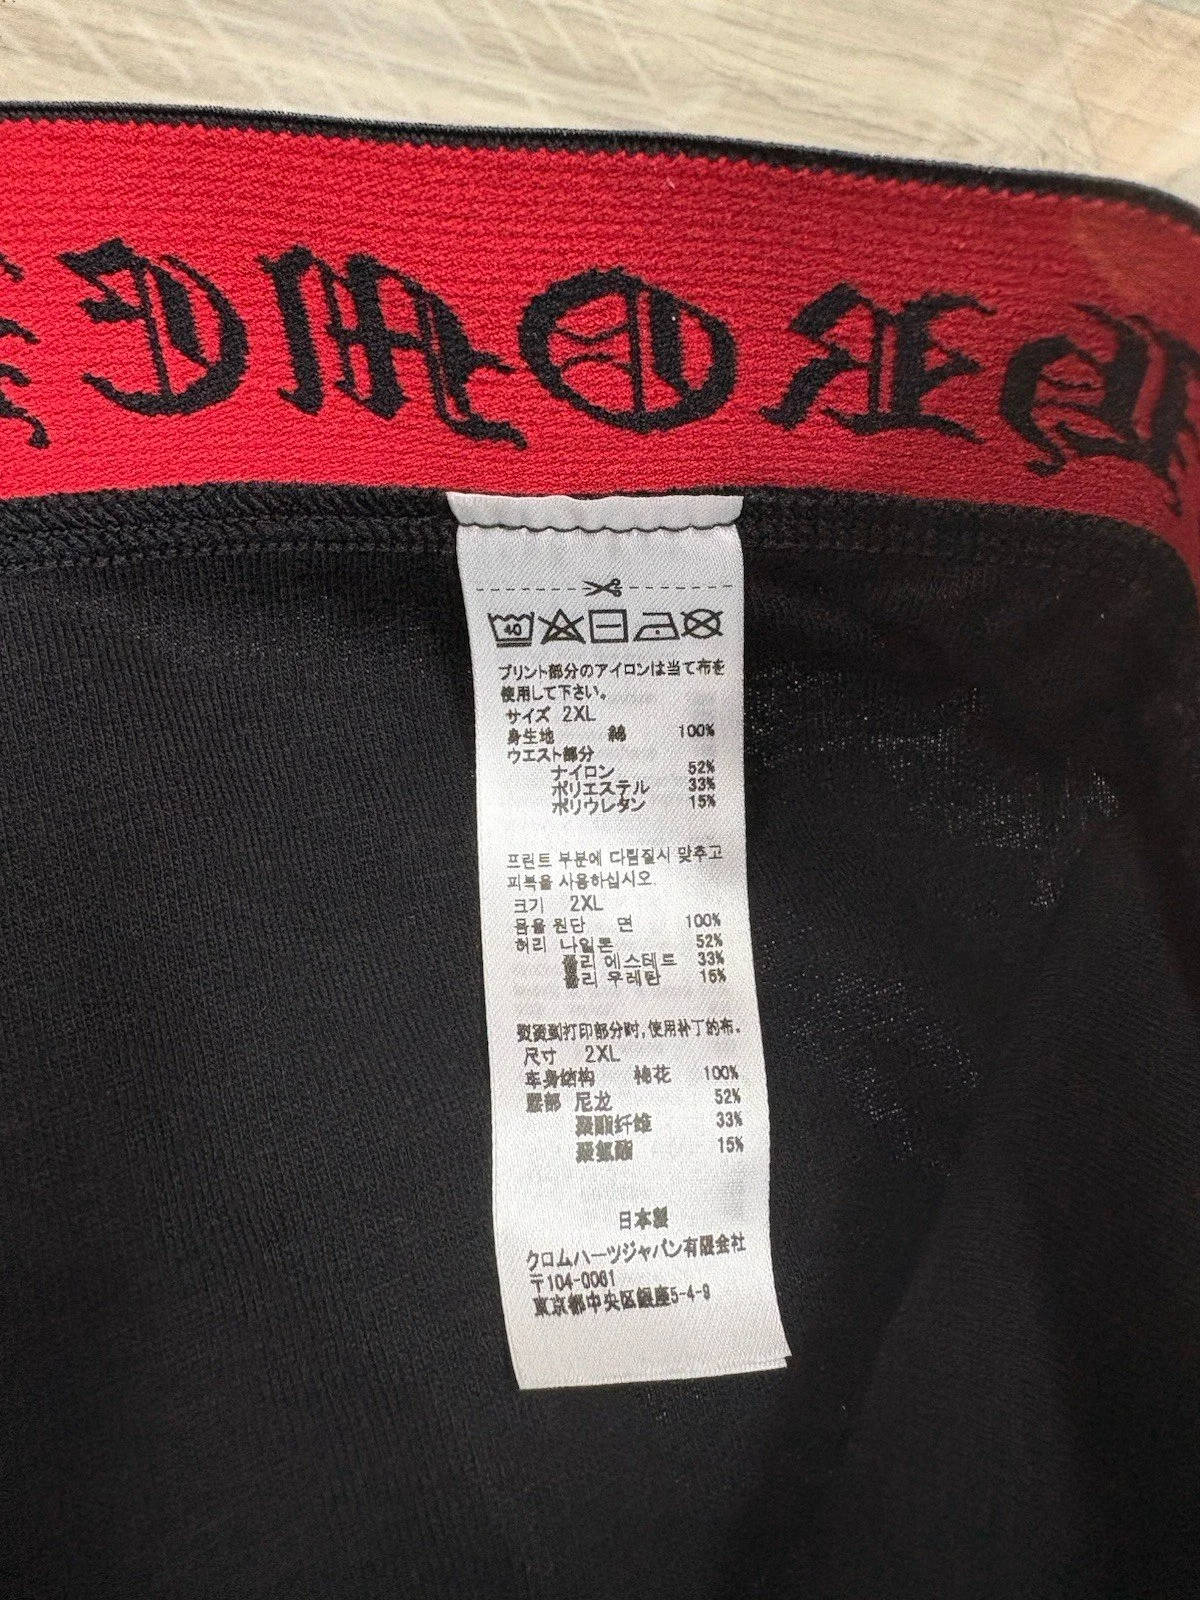 40
プリント部分のアイロンは当て布を
使用して下さい。
サイズ 2XL
身生地 綿 100%
ウエスト部分
ナイロン 52%
ポリエステル 33%
ポリウレタン 15%
프린트 부분에 다림질시 맞추고
피복을 사용하십시오.
크기 2XL
몸을 원단 면 100%
허리 나일론 52%
폴리 에스테트 33%
폴리 우레탄 15%
熨烫到打印部分时,使用补丁的布。
尺寸 2XL
车身结构 棉花 100%
腰部 尼龙 52%
聚酯纤维 33%
聚氨酯 15%
日本製
クロムハーツジャパン有限会社
〒104-0061
東京都中央区銀座5-4-9